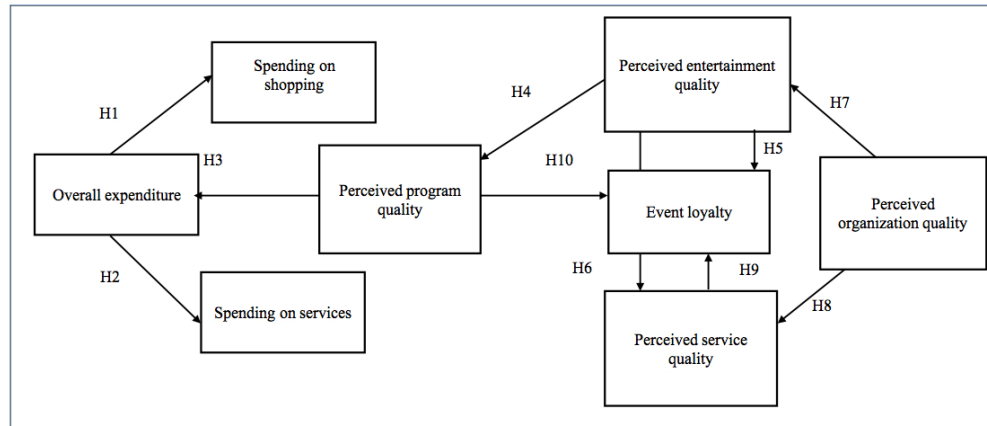 Spending on
shopping
Perceived entertainment
quality
H4
H7
H1
H3
H10
H5
Overall expenditure
Perceived program
quality
Event loyalty
Perceived
organization quality
H2
H6
H9
H8
Spending on services
Perceived service
quality